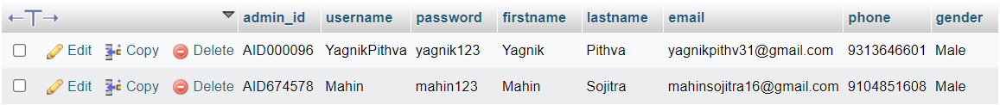 admin_id username password firstname lastname email phone gender
Edit Copy Delete AID000096 YagnikPithva yagnik123 Yagnik Pithva yagnikpithv31@gmail.com 9313646601 Male
Edit Copy Delete AID674578 Mahin mahin123 Mahin Sojitra mahinsojitra16@gmail.com 9104851608 Male